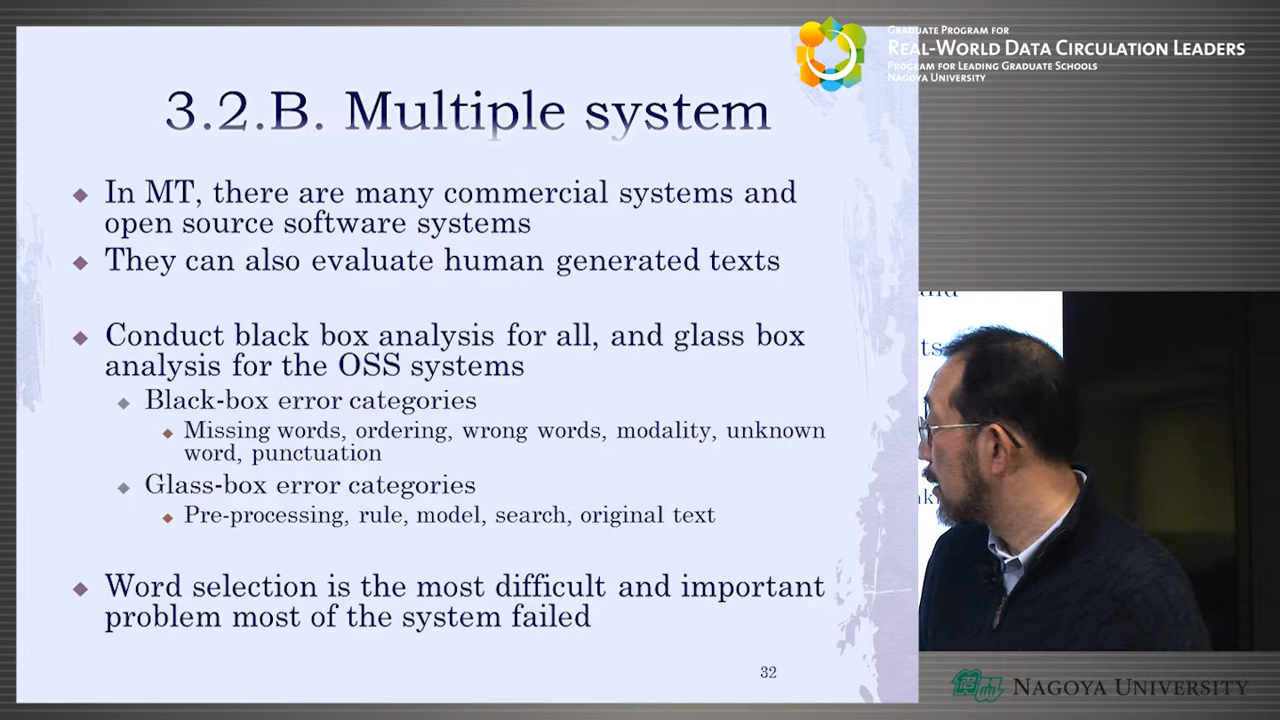 GRADUATE PROGRAM FOR
REAL-WORLD DATA CIRCULATION LEADERS
PROGRAM FOR LEADING GRADUATE SCHOOLS
NAGOYA UNIVERSITY
3.2.B. Multiple system
In MT, there are many commercial systems and
open source software systems
They can also evaluate human generated texts
Conduct black box analysis for all, and glass box
analysis for the OSS systems
Black-box error categories
Missing words, ordering, wrong words, modality, unknown
word, punctuation
Glass-box error categories
Pre-processing, rule, model, search, original text
Word selection is the most difficult and important
problem most of the system failed
32
NAGOYA UNIVERSITY